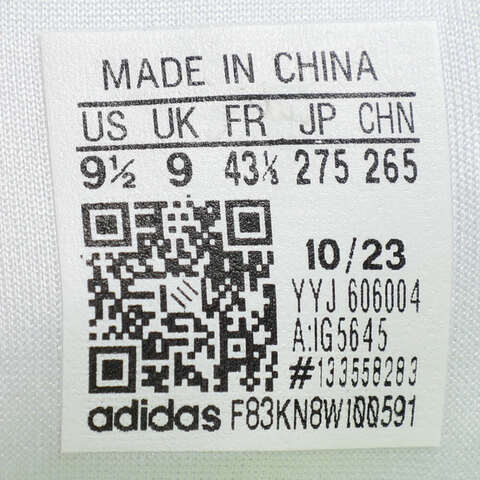 MADE IN CHINA
US UK FR JP CHN
9½ 9 43⅓ 275 265
10/23
YYJ 606004
A:IG5645
#133558283
adidas F83KN8WI00591